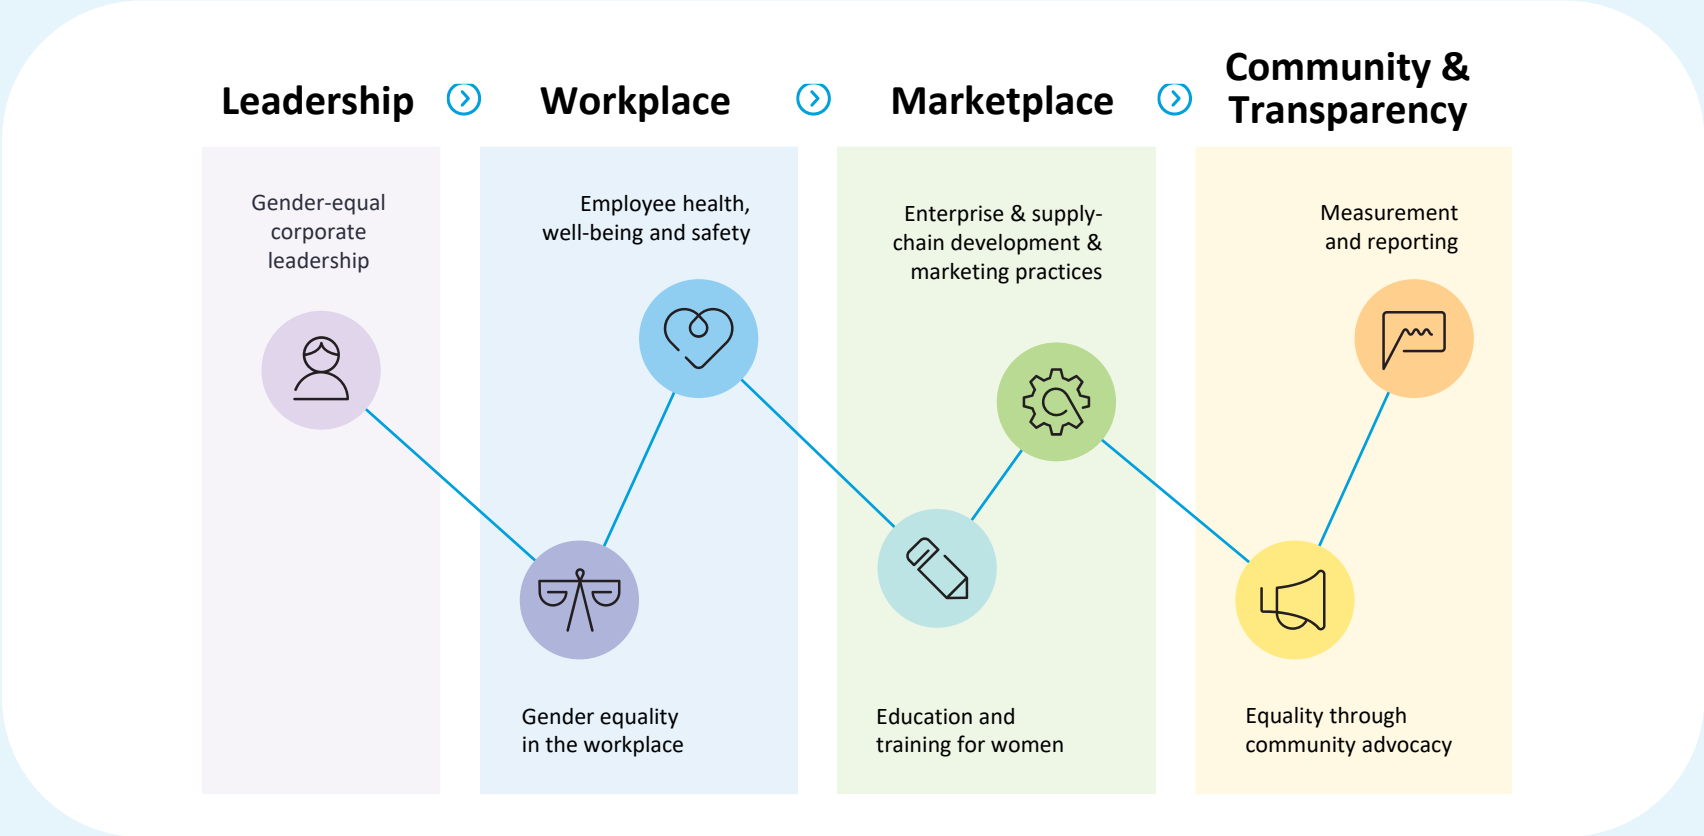 Leadership
Workplace
Marketplace
Community &
Transparency
Gender-equal
corporate
leadership
Employee health,
well-being and safety
Gender equality
in the workplace
Enterprise & supply-
chain development &
marketing practices
Education and
training for women
Measurement
and reporting
Equality through
community advocacy